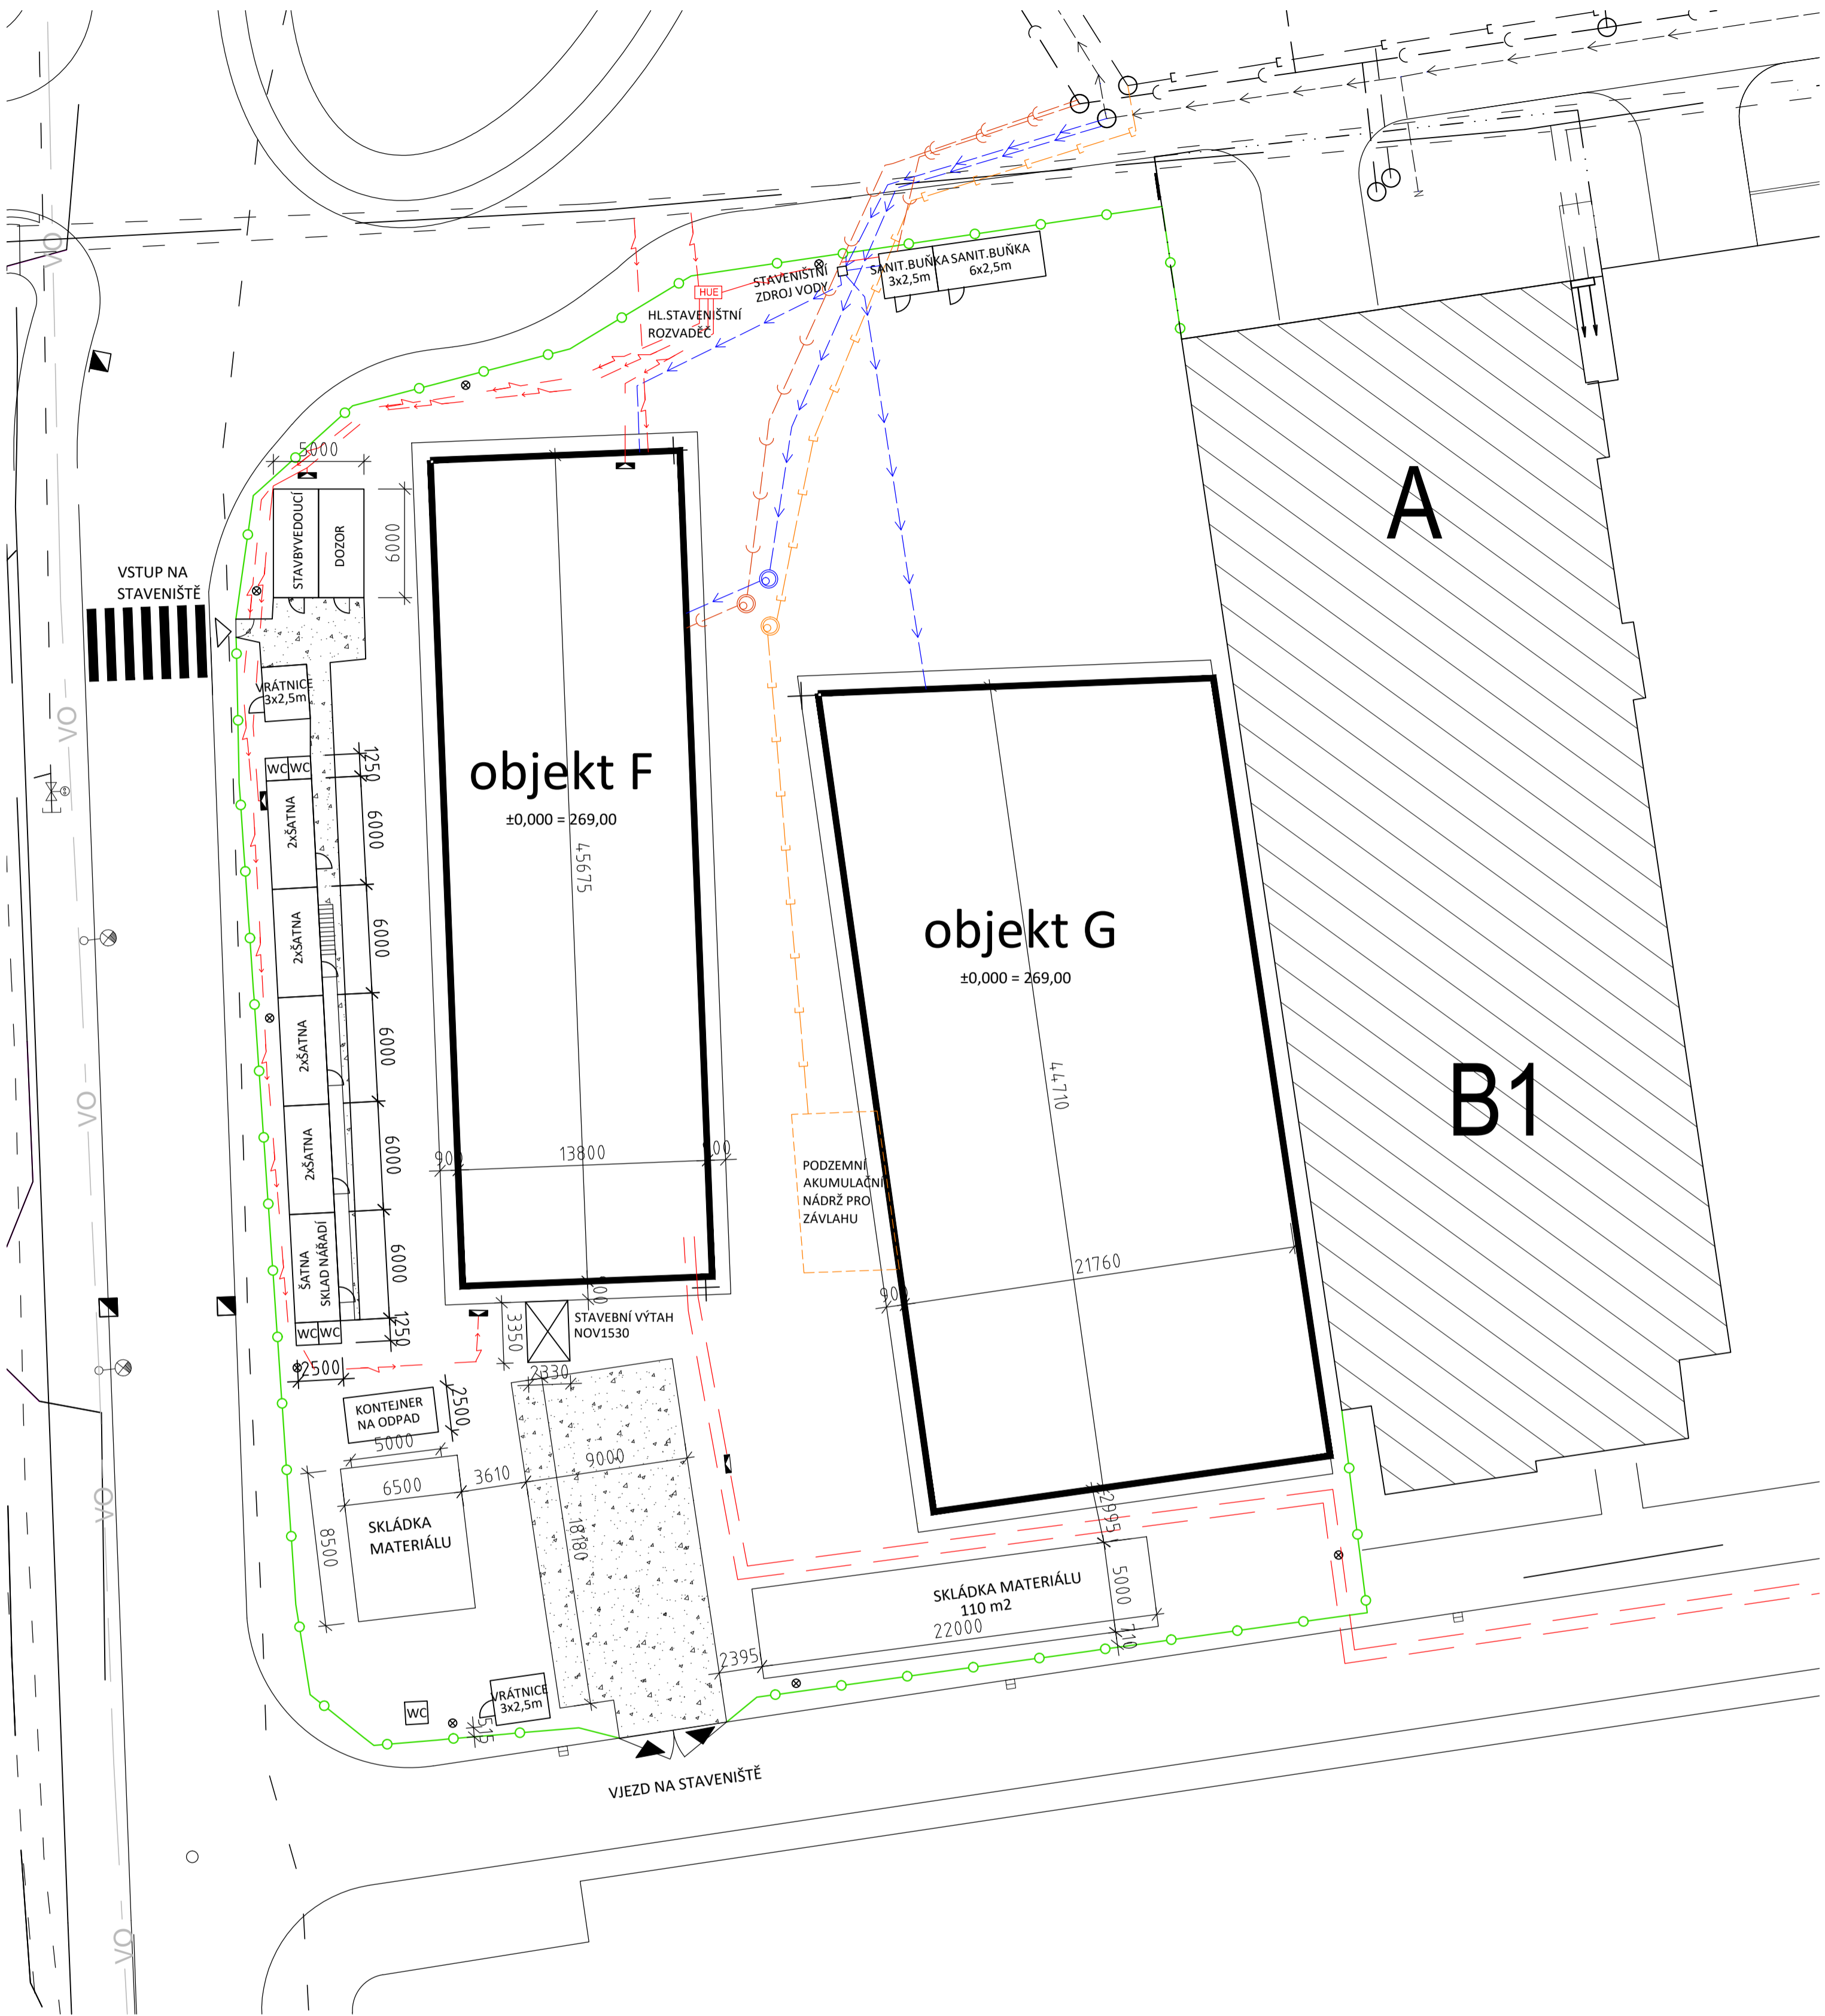 VO
SANIT.BUŇKA
3x2,5m
SANIT.BUŇKA
6x2,5m
STAVENIŠTNÍ
ZDROJ VODY
HUE
HL.STAVENIŠTNÍ
ROZVADĚČ
5000
STAVBYVEDOUCÍ
DOZOR
6000
A
VSTUP NA
STAVENIŠTĚ
VRÁTNICE
3x2,5m
VO
WC WC
1250
objekt F
±0,000 = 269,00
2xŠATNA
6000
45675
2xŠATNA
6000
objekt G
±0,000 = 269,00
2xŠATNA
6000
VO
44710
B1
2xŠATNA
6000
900
13800
900
PODZEMNÍ
AKUMULAČNÍ
NÁDRŽ PRO
ZÁVLAHU
ŠATNA
SKLAD NÁŘADÍ
6000
21760
900
900
WC WC
1250
3350
STAVEBNÍ VÝTAH
NOV1530
2500
2330
KONTEJNER
NA ODPAD
2500
5000
6500
3610
9000
VO
SKLÁDKA
MATERIÁLU
8500
18180
2995
SKLÁDKA MATERIÁLU
110 m2
5000
22000
710
2395
VRÁTNICE
3x2,5m
WC
515
VJEZD NA STAVENIŠTĚ
VO